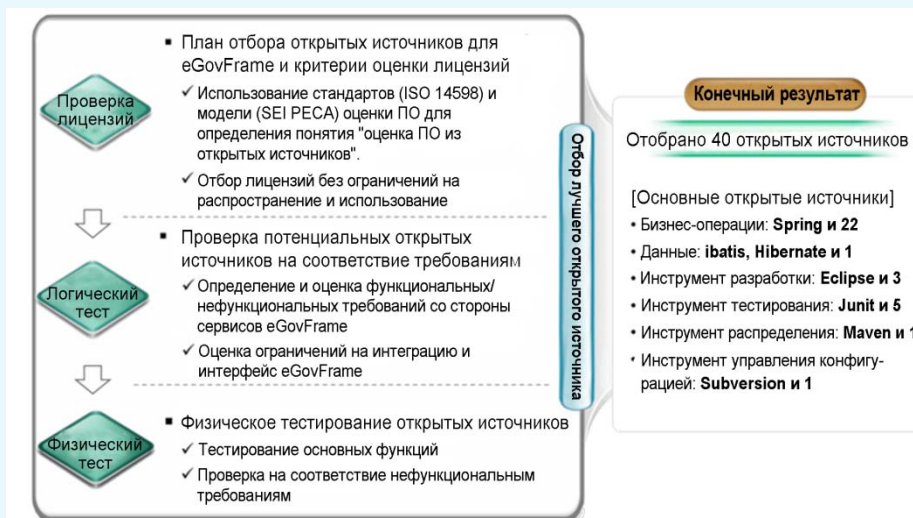 Проверка
лицензий
▪ План отбора открытых источников для
eGovFrame и критерии оценки лицензий
✓ Использование стандартов (ISO 14598) и
модели (SEI PECA) оценки ПО для
определения понятия "оценка ПО из
открытых источников".
✓ Отбор лицензий без ограничений на
распространение и использование
Логический
тест
▪ Проверка потенциальных открытых
источников на соответствие требованиям
✓ Определение и оценка функциональных/
нефункциональных требований со стороны
сервисов eGovFrame
✓ Оценка ограничений на интеграцию и
интерфейс eGovFrame
Физический
тест
▪ Физическое тестирование открытых источников
✓ Тестирование основных функций
✓ Проверка на соответствие нефункциональным
требованиям
Отбор лучшего открытого источника
Конечный результат
Отобрано 40 открытых источников
[Основные открытые источники]
• Бизнес-операции: Spring и 22
• Данные: ibatis, Hibernate и 1
• Инструмент разработки: Eclipse и 3
• Инструмент тестирования: Junit и 5
• Инструмент распределения: Maven и 1
• Инструмент управления конфигу-
рацией: Subversion и 1